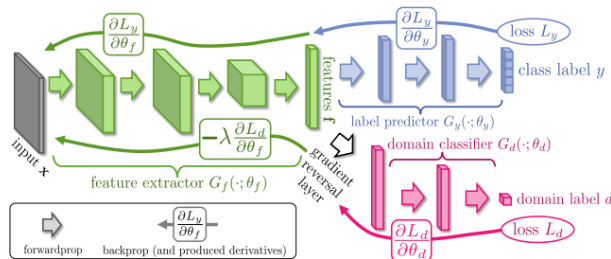 ∂L_y/∂θ_f
∂L_y/∂θ_y
loss L_y
features f
class label y
label predictor G_y(·;θ_y)
−λ ∂L_d/∂θ_f
input x
feature extractor G_f(·;θ_f)
gradient reversal layer
domain classifier G_d(·;θ_d)
domain label d
∂L_d/∂θ_d
loss L_d
∂L_y/∂θ_f
forwardprop
backprop (and produced derivatives)